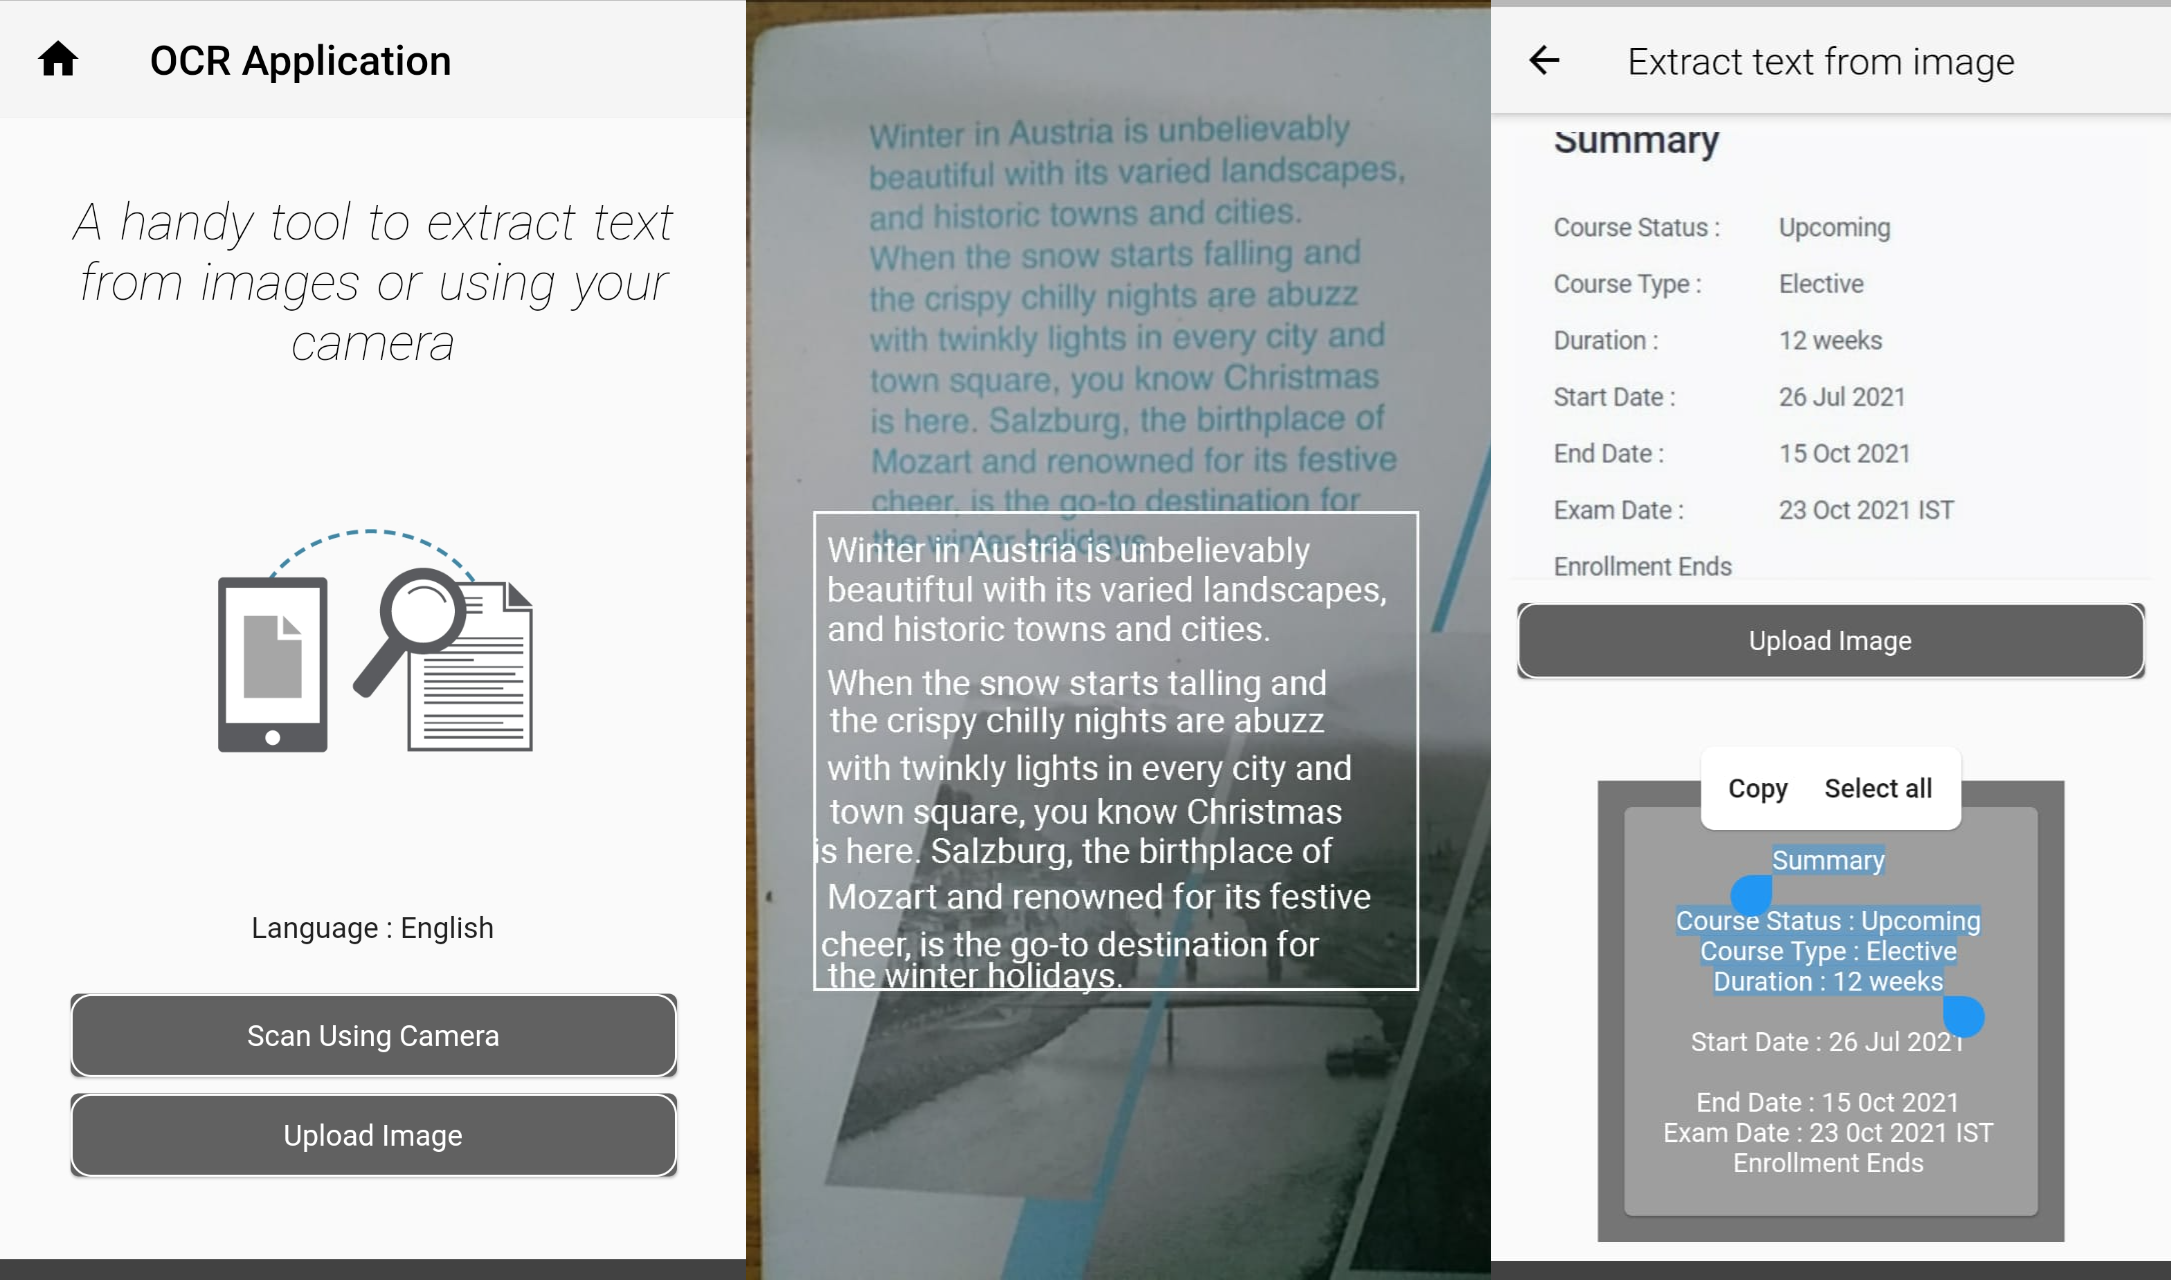 OCR Application
A handy tool to extract text
from images or using your
camera
Language : English
Scan Using Camera
Upload Image
Winter in Austria is unbelievably
beautiful with its varied landscapes,
and historic towns and cities.
When the snow starts falling and
the crispy chilly nights are abuzz
with twinkly lights in every city and
town square, you know Christmas
is here. Salzburg, the birthplace of
Mozart and renowned for its festive
cheer, is the go-to destination for
the winter holidays.
Winter in Austria is unbelievably
beautiftul with its varied landscapes,
and historic towns and cities.
When the snow starts talling and
the crispy chilly nights are abuzz
with twinkly lights in every city and
town square, you know Christmas
is here. Salzburg, the birthplace of
Mozart and renowned for its festive
cheer, is the go-to destination for
the winter holidays.
Extract text from image
Summary
Course Status : Upcoming
Course Type : Elective
Duration : 12 weeks
Start Date : 26 Jul 2021
End Date : 15 Oct 2021
Exam Date : 23 Oct 2021 IST
Enrollment Ends
Upload Image
Copy Select all
Summary
Course Status : Upcoming
Course Type : Elective
Duration : 12 weeks
Start Date : 26 Jul 2021
End Date : 15 0ct 2021
Exam Date : 23 0ct 2021 IST
Enrollment Ends